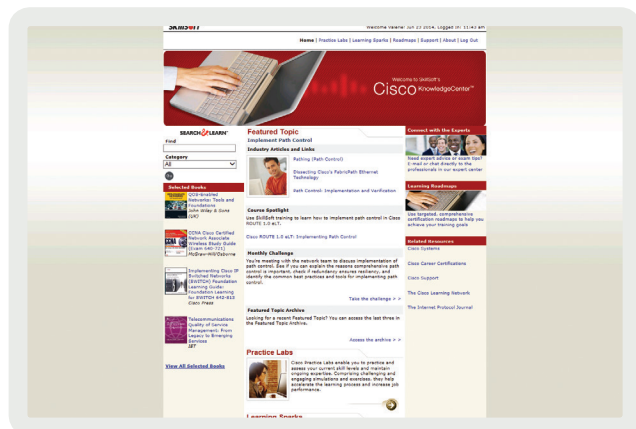 SKILLSOFT
Welcome Valerie! Jun 23 2014, Logged In: 11:43 am
Home | Practice Labs | Learning Sparks | Roadmaps | Support | About | Log Out
Welcome to SkillSoft's
Cisco KnowledgeCenter™
SEARCH & LEARN™
Find
Category
All
Go
Selected Books
QOS-Enabled
Networks: Tools and
Foundations
John Wiley & Sons
(UK)
CCNA Cisco Certified
Network Associate
Wireless Study Guide
(Exam 640-721)
McGraw-Hill/Osborne
Implementing Cisco IP
Switched Networks
(SWITCH) Foundation
Learning Guide:
Foundation Learning
for SWITCH 642-813
Cisco Press
Telecommunications
Quality of Service
Management: From
Legacy to Emerging
Services
IET
View All Selected Books
Featured Topic
Implement Path Control
Industry Articles and Links
Pathing (Path Control)
Dissecting Cisco's FabricPath Ethernet
Technology
Path Control: Implementation and Varification
Course Spotlight
Use SkillSoft training to learn how to implement path control in Cisco
ROUTE 1.0 eLT:
Cisco ROUTE 1.0 eLT: Implementing Path Control
Monthly Challenge
You're meeting with the network team to discuss implementation of
path control. See if you can explain the reasons comprehensive path
control is important, check if redundancy ensures resiliency, and
identify the common best practices and tools for implementing path
control.
Take the challenge > >
Featured Topic Archive
Looking for a recent Featured Topic? You can access the last three in
the Featured Topic Archive.
Access the archive > >
Practice Labs
Cisco Practice Labs enable you to practice and
assess your current skill levels and maintain
ongoing expertise. Comprising challenging and
engaging simulations and exercises, they help
accelerate the learning process and increase job
performance.
Learning Sparks
Connect with the Experts
Need expert advice or exam tips?
E-mail or chat directly to the
professionals in our expert center
Learning Roadmaps
Use targeted, comprehensive
certification roadmaps to help you
achieve your training goals
Related Resources
Cisco Systems
Cisco Career Certifications
Cisco Support
The Cisco Learning Network
The Internet Protocol Journal